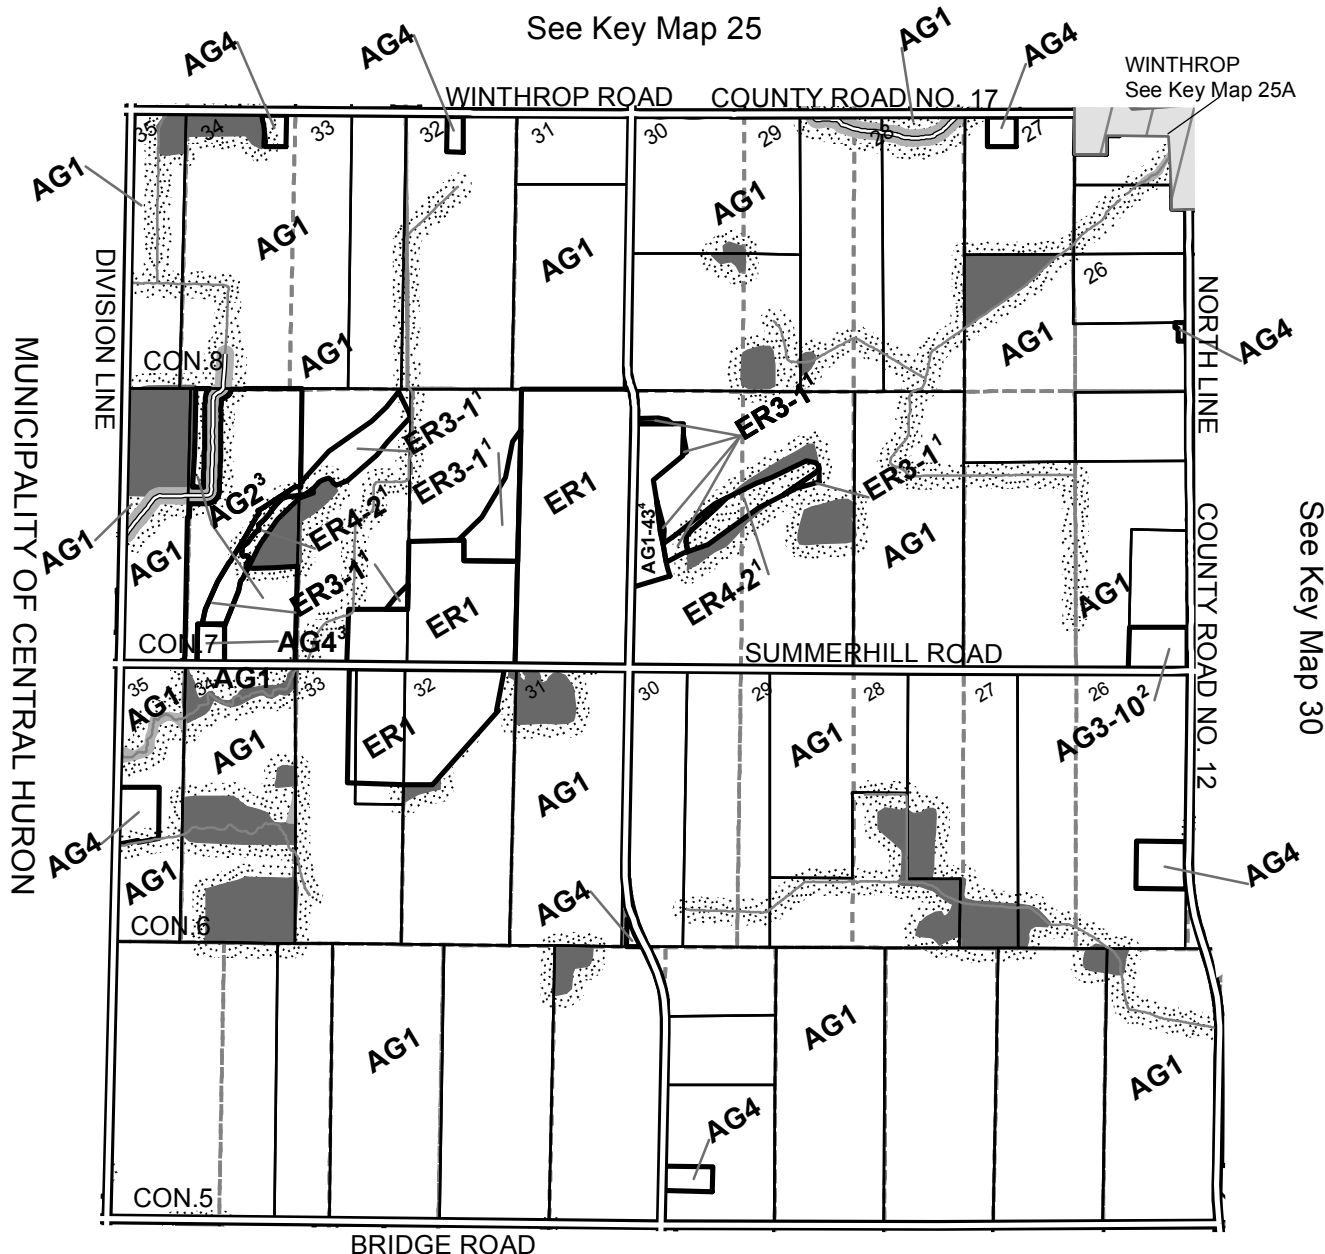 See Key Map 25
AG4
AG4
AG1
AG4
WINTHROP
See Key Map 25A
WINTHROP ROAD
COUNTY ROAD NO. 17
35
34
33
32
31
30
29
28
27
AG1
AG1
AG1
AG1
26
DIVISION LINE
NORTH LINE
AG1
AG1
AG4
CON.8
MUNICIPALITY OF CENTRAL HURON
ER3-1¹
ER3-1¹
ER3-1¹
ER3-1¹
AG2³
ER1
ER4-2¹
AG1-43⁴
AG1
AG1
AG1
COUNTY ROAD NO. 12
See Key Map 30
ER3-1¹
ER4-2¹
AG1
ER1
CON.7
AG4³
SUMMERHILL ROAD
35
34
33
32
31
30
29
28
27
26
AG1
AG1
AG1
ER1
AG1
AG3-10²
AG1
AG4
AG1
AG4
AG4
CON.6
AG1
AG1
AG1
AG4
CON.5
BRIDGE ROAD